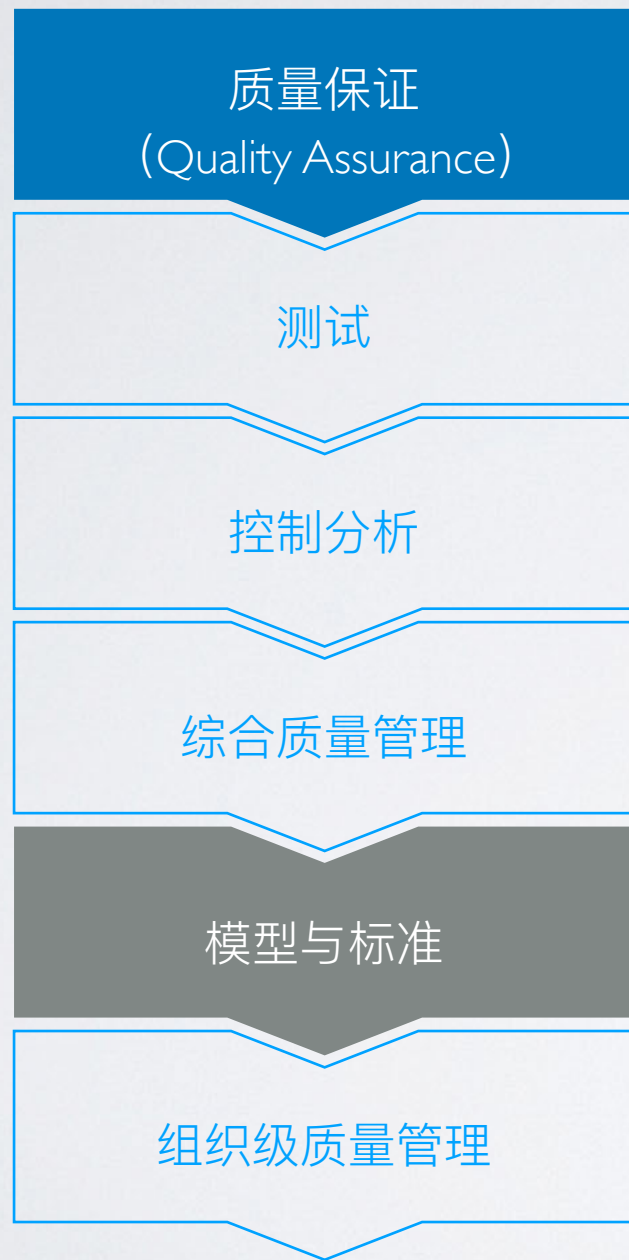 质量保证
（Quality Assurance）
测试
控制分析
综合质量管理
模型与标准
组织级质量管理